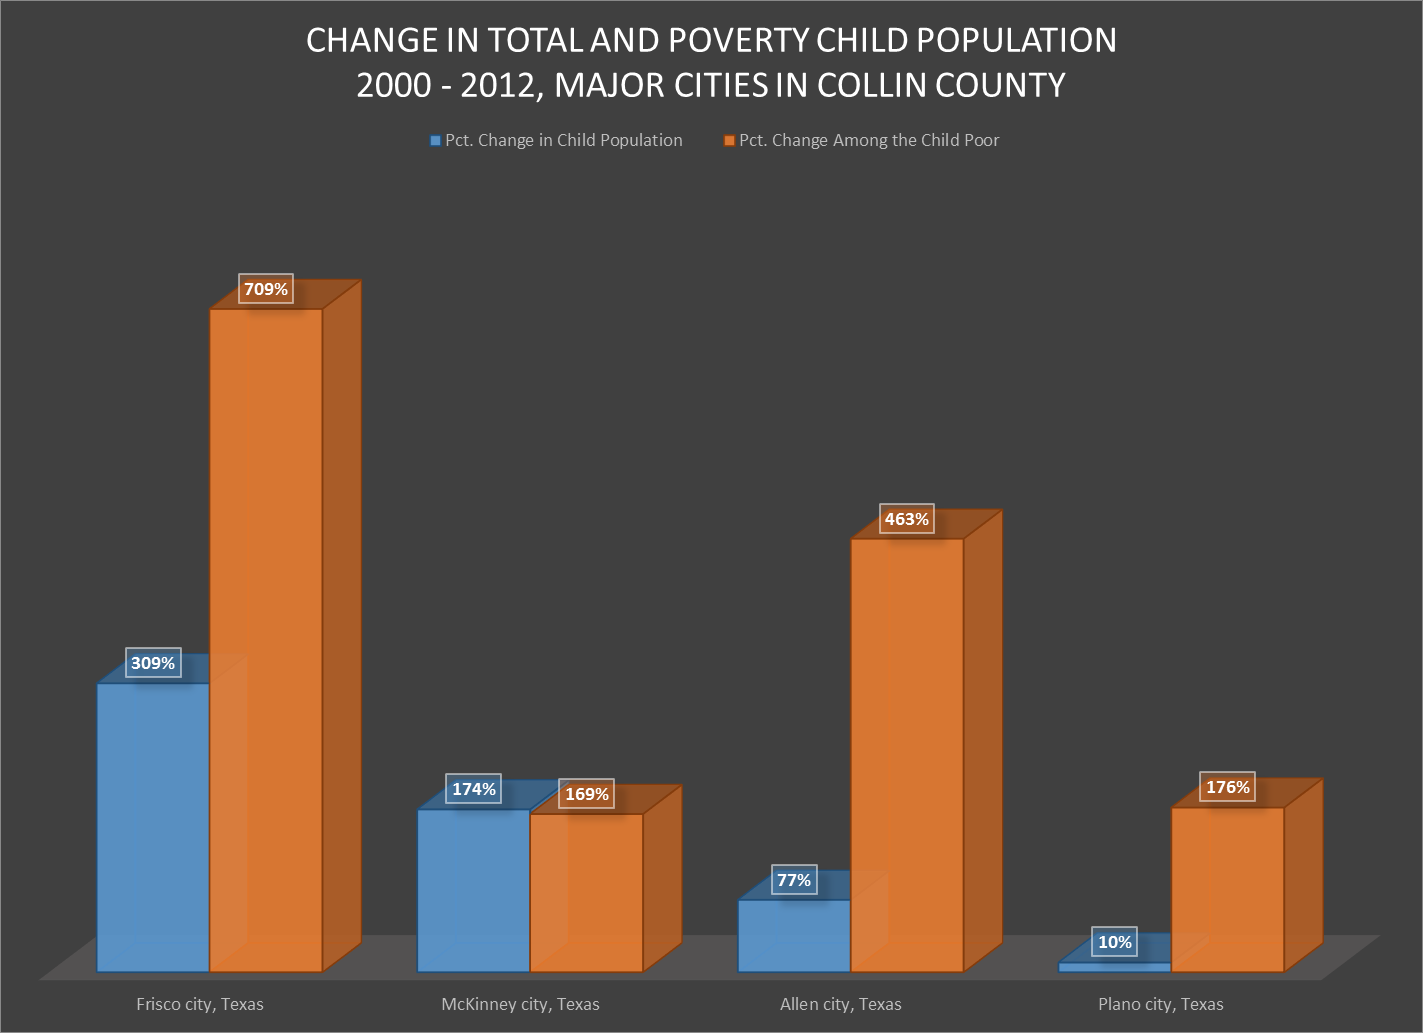 CHANGE IN TOTAL AND POVERTY CHILD POPULATION
2000 - 2012, MAJOR CITIES IN COLLIN COUNTY
Pct. Change in Child Population
Pct. Change Among the Child Poor
709%
309%
174%
169%
463%
77%
176%
10%
Frisco city, Texas
McKinney city, Texas
Allen city, Texas
Plano city, Texas